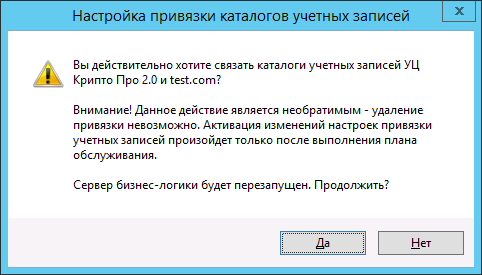 Настройка привязки каталогов учетных записей
Вы действительно хотите связать каталоги учетных записей УЦ
Крипто Про 2.0 и test.com?
Внимание! Данное действие является необратимым - удаление
привязки невозможно. Активация изменений настроек привязки
учетных записей произойдет только после выполнения плана
обслуживания.
Сервер бизнес-логики будет перезапущен. Продолжить?
Да
Нет